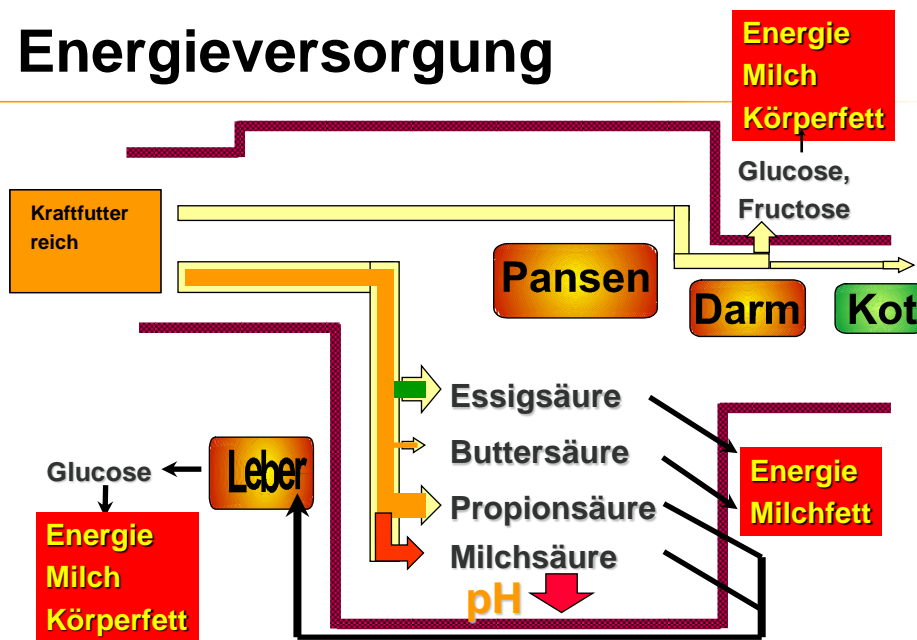 Energieversorgung
Energie
Milch
Körperfett
Glucose,
Fructose
Kraftfutter
reich
Pansen
Darm
Kot
Essigsäure
Buttersäure
Propionsäure
Milchsäure
pH
Energie
Milchfett
Leber
Glucose
Energie
Milch
Körperfett